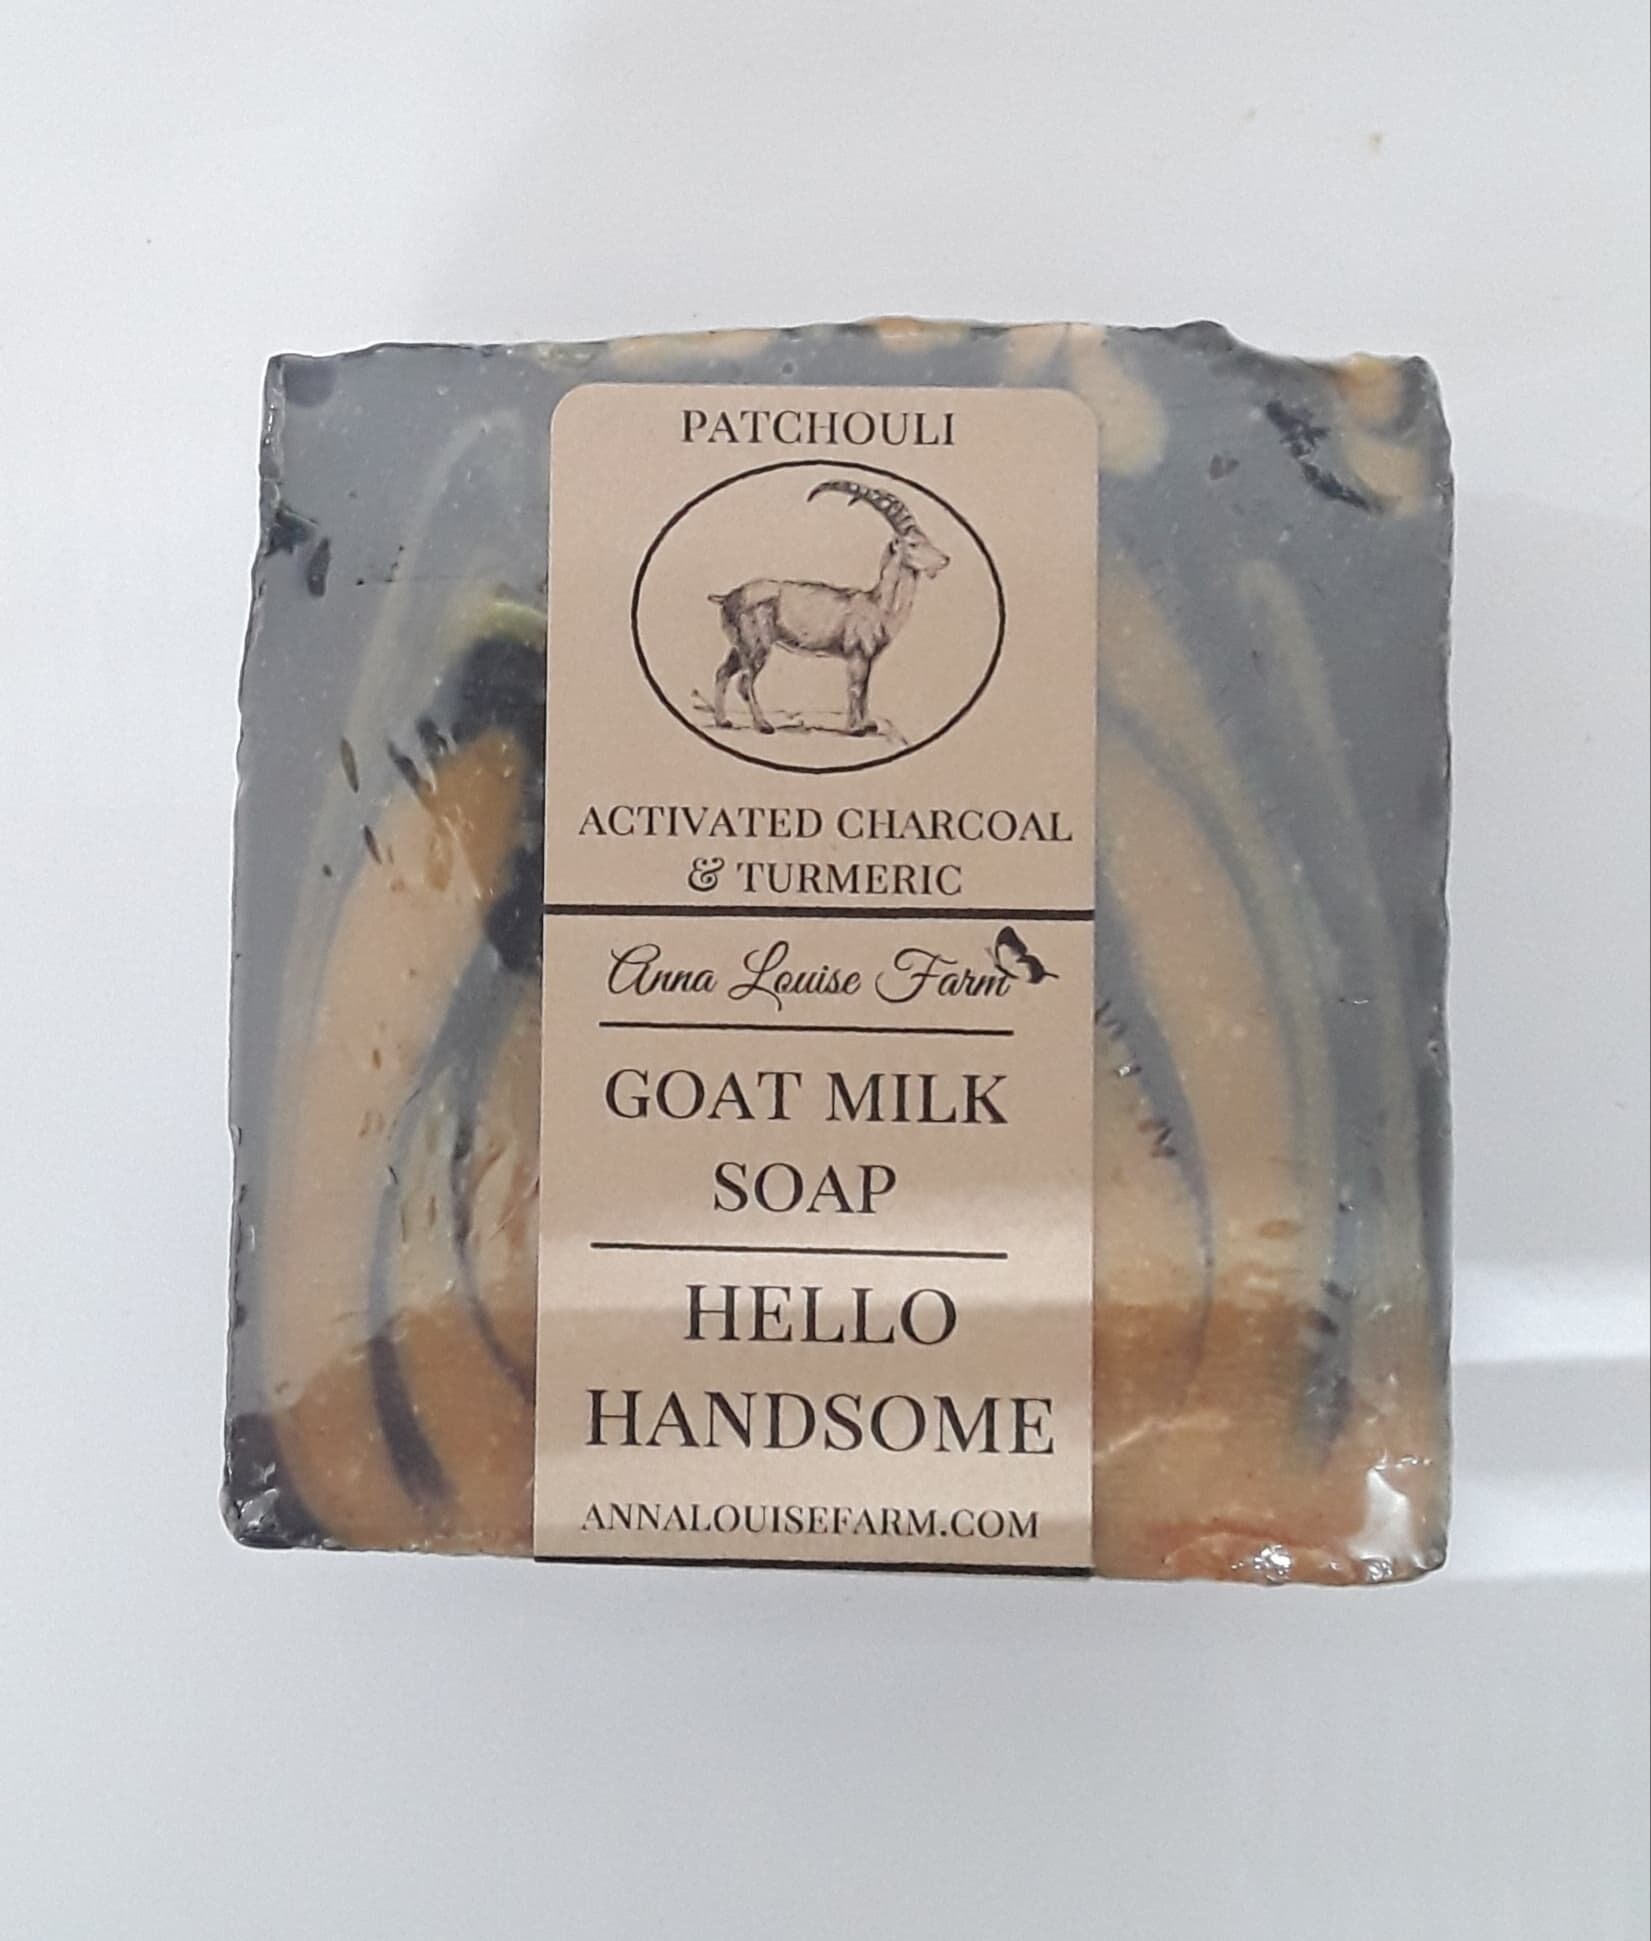 PATCHOULI
ACTIVATED CHARCOAL
& TURMERIC
Anna Louise Farm
GOAT MILK
SOAP
HELLO
HANDSOME
ANNALOUISEFARM.COM